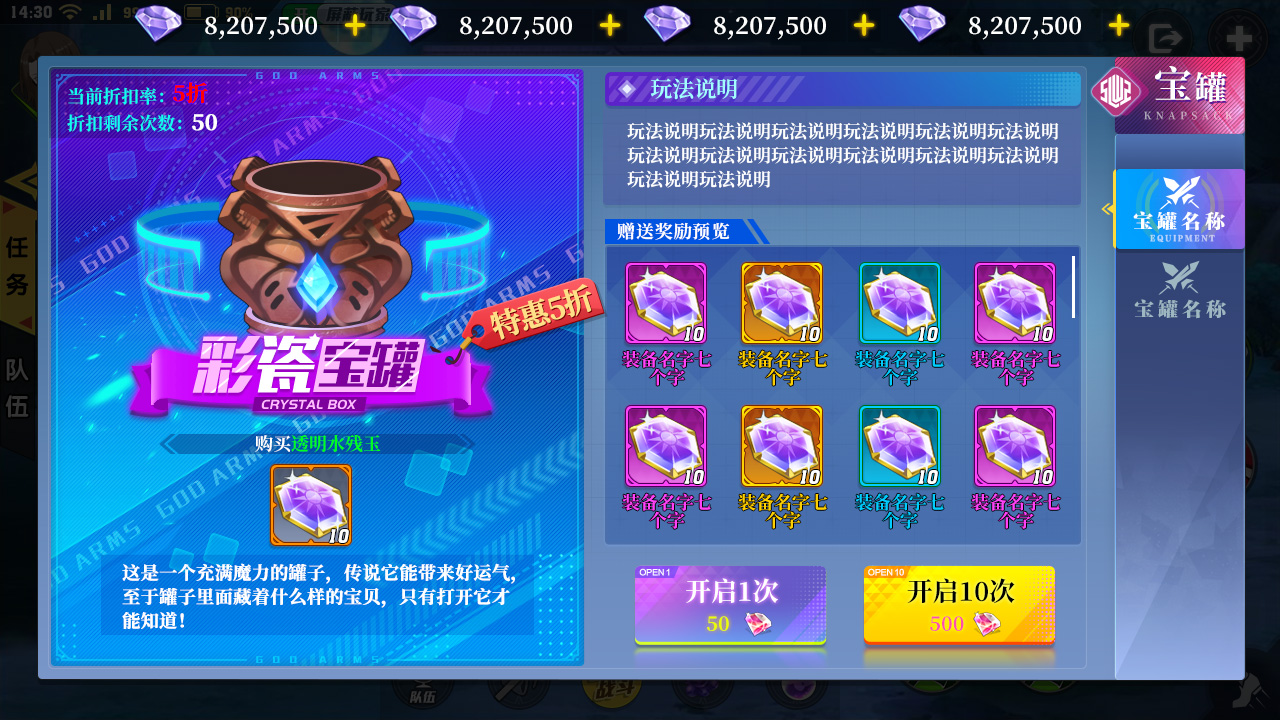 14:30
90%
8,207,500
8,207,500
8,207,500
8,207,500
GOD ARMS
当前折扣率：5折
折扣剩余次数：50
彩瓷宝罐
CRYSTAL BOX
特惠5折
购买透明水残玉
10
这是一个充满魔力的罐子，传说它能带来好运气，
至于罐子里面藏着什么样的宝贝，只有打开它才
能知道！
GOD ARMS
玩法说明
玩法说明玩法说明玩法说明玩法说明玩法说明玩法说明
玩法说明玩法说明玩法说明玩法说明玩法说明玩法说明
玩法说明玩法说明
赠送奖励预览
10
10
10
10
装备名字七
个字
装备名字七
个字
装备名字七
个字
装备名字七
个字
10
10
10
10
装备名字七
个字
装备名字七
个字
装备名字七
个字
装备名字七
个字
OPEN 1
开启1次
50
OPEN 10
开启10次
500
宝罐
KNAPSACK
宝罐名称
EQUIPMENT
宝罐名称
任务
队伍
队伍
战斗